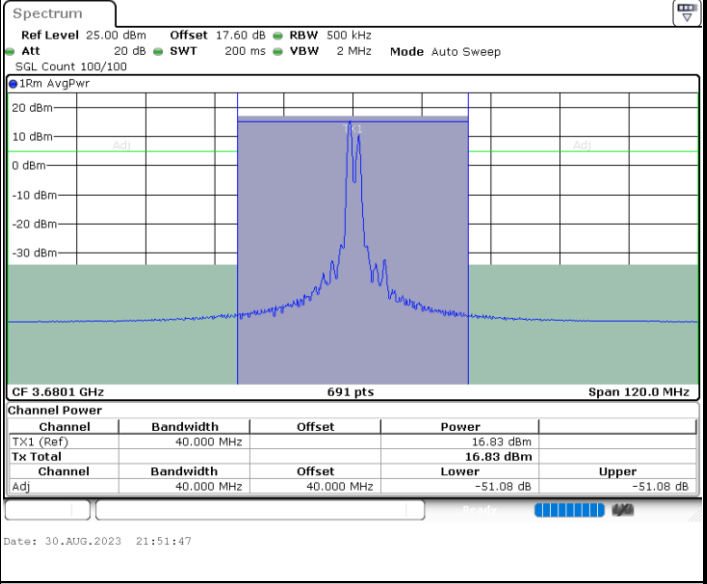 Spectrum
Ref Level 25.00 dBm Offset 17.60 dB RBW 500 kHz
Att 20 dB SWT 200 ms VBW 2 MHz Mode Auto Sweep
SGL Count 100/100
1Rm AvgPwr
20 dBm
TX1
10 dBm
Adj Adj
0 dBm
-10 dBm
-20 dBm
-30 dBm
CF 3.6801 GHz 691 pts Span 120.0 MHz
Channel Power
Channel Bandwidth Offset Power
TX1 (Ref) 40.000 MHz 16.83 dBm
Tx Total 16.83 dBm
Channel Bandwidth Offset Lower Upper
Adj 40.000 MHz 40.000 MHz -51.08 dB -51.08 dB
Ready
Date: 30.AUG.2023 21:51:47